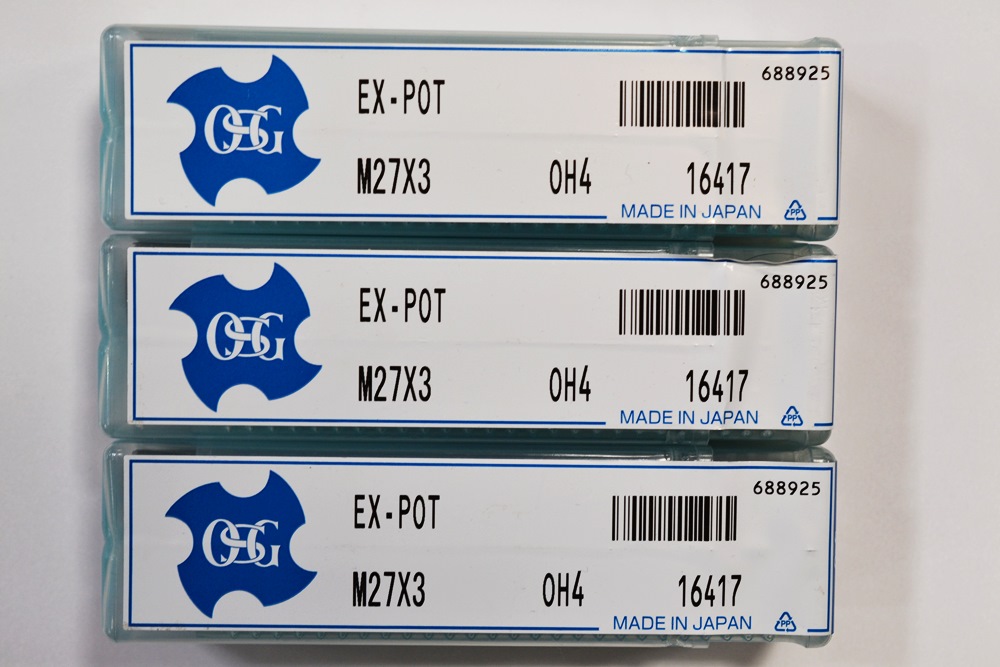 688925
OSG
EX-POT
M27X3 OH4 16417
MADE IN JAPAN PP
688925
OSG
EX-POT
M27X3 OH4 16417
MADE IN JAPAN PP
688925
OSG
EX-POT
M27X3 OH4 16417
MADE IN JAPAN PP